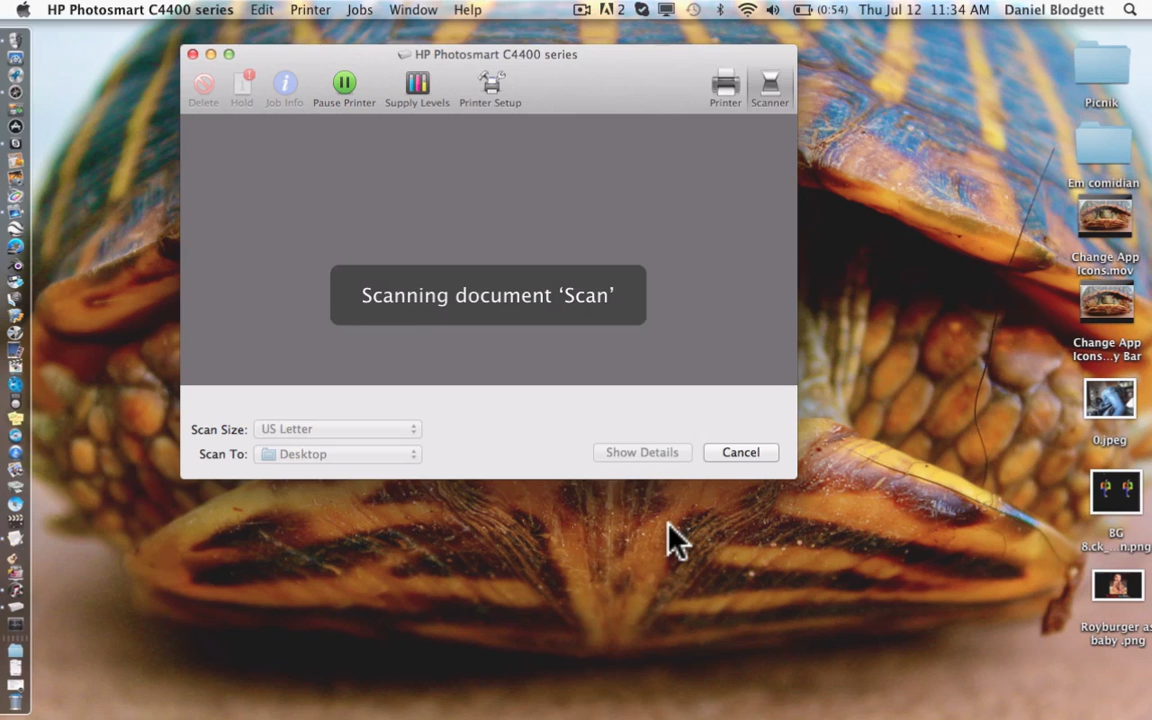 HP Photosmart C4400 series Edit Printer Jobs Window Help 2 (0:54) Thu Jul 12 11:34 AM Daniel Blodgett
HP Photosmart C4400 series
Delete Hold Job Info Pause Printer Supply Levels Printer Setup Printer Scanner
Scanning document ‘Scan’
Scan Size: US Letter
Scan To: Desktop
Show Details Cancel
Picnik
Em comidian
Change App
Icons.mov
Change App
Icons...y Bar
0.jpeg
BG
8.ck_...n.png
Royburger as
baby .png